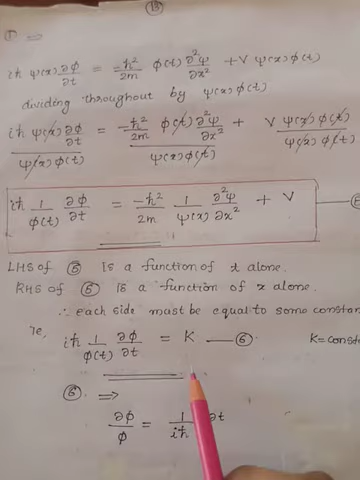 13
① ⇒
iħ ψ(x) ∂φ/∂t = -ħ²/2m φ(t) ∂²ψ/∂x² + V ψ(x) φ(t)
dividing throughout by ψ(x) φ(t)
iħ ψ(x) ∂φ/∂t / ψ(x) φ(t) = -ħ²/2m φ(t) ∂²ψ/∂x² / ψ(x) φ(t) + V ψ(x) φ(t) / ψ(x) φ(t)
iħ 1/φ(t) ∂φ/∂t = -ħ²/2m 1/ψ(x) ∂²ψ/∂x² + V
LHS of ⑤ is a function of t alone.
RHS of ⑤ is a function of x alone.
∴ each side must be equal to some constan
ie, iħ 1/φ(t) ∂φ/∂t = K — ⑥ K = const
⑥ ⇒
∂φ/φ = 1/iħ ∂t